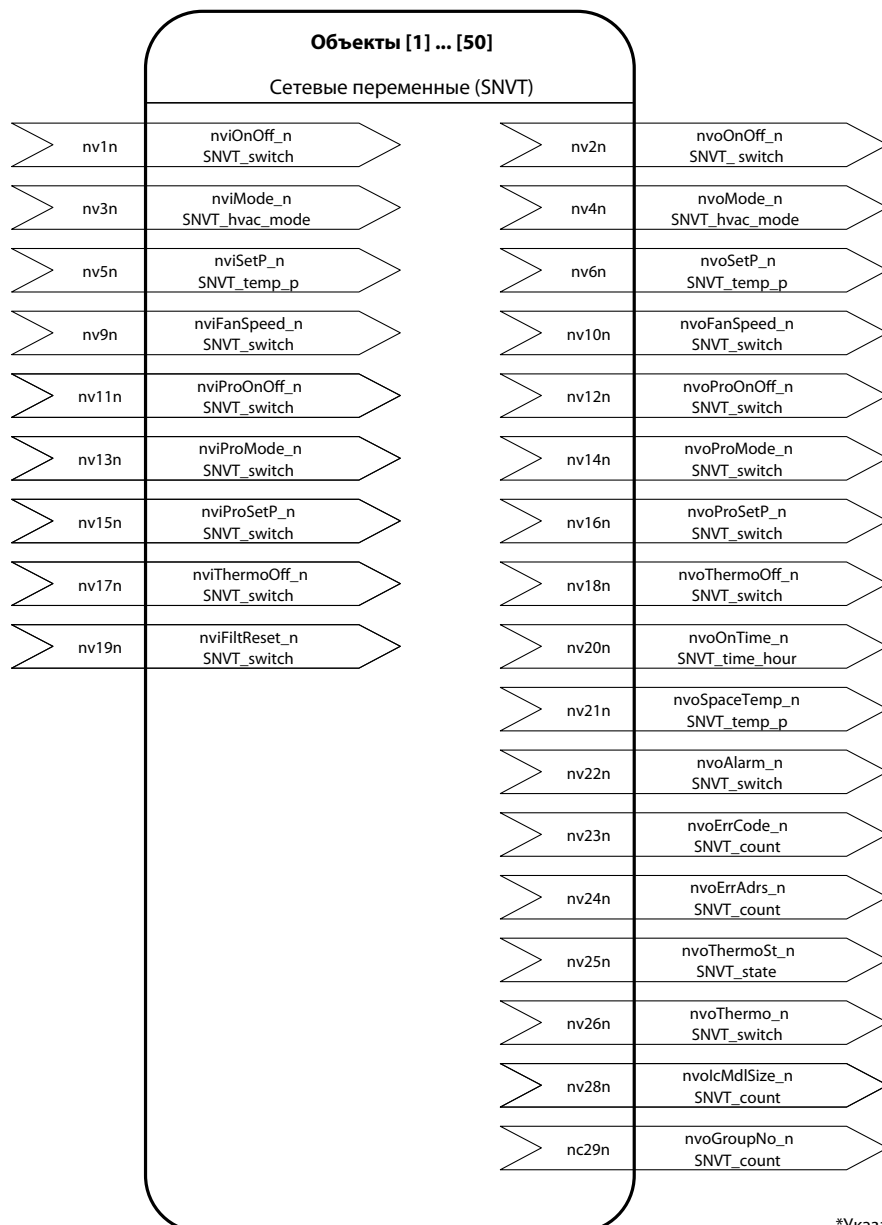 Объекты [1] ... [50]
Сетевые переменные (SNVT)
nv1n
nviOnOff_n
SNVT_switch
nv2n
nvoOnOff_n
SNVT_ switch
nv3n
nviMode_n
SNVT_hvac_mode
nv4n
nvoMode_n
SNVT_hvac_mode
nv5n
nviSetP_n
SNVT_temp_p
nv6n
nvoSetP_n
SNVT_temp_p
nv9n
nviFanSpeed_n
SNVT_switch
nv10n
nvoFanSpeed_n
SNVT_switch
nv11n
nviProOnOff_n
SNVT_switch
nv12n
nvoProOnOff_n
SNVT_switch
nv13n
nviProMode_n
SNVT_switch
nv14n
nvoProMode_n
SNVT_switch
nv15n
nviProSetP_n
SNVT_switch
nv16n
nvoProSetP_n
SNVT_switch
nv17n
nviThermoOff_n
SNVT_switch
nv18n
nvoThermoOff_n
SNVT_switch
nv19n
nviFiltReset_n
SNVT_switch
nv20n
nvoOnTime_n
SNVT_time_hour
nv21n
nvoSpaceTemp_n
SNVT_temp_p
nv22n
nvoAlarm_n
SNVT_switch
nv23n
nvoErrCode_n
SNVT_count
nv24n
nvoErrAdrs_n
SNVT_count
nv25n
nvoThermoSt_n
SNVT_state
nv26n
nvoThermo_n
SNVT_switch
nv28n
nvoIcMdlSize_n
SNVT_count
nc29n
nvoGroupNo_n
SNVT_count